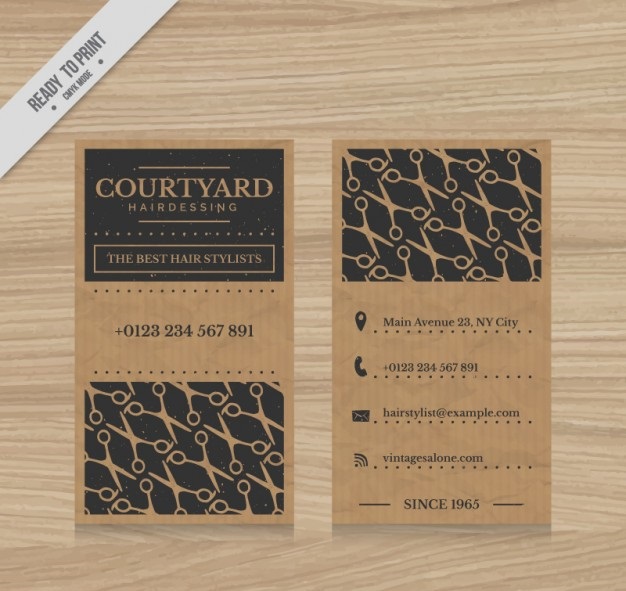 READY TO PRINT
CMYK MODE
COURTYARD
HAIRDESSING
THE BEST HAIR STYLISTS
+0123 234 567 891
Main Avenue 23, NY City
+0123 234 567 891
hairstylist@example.com
vintagesalone.com
SINCE 1965